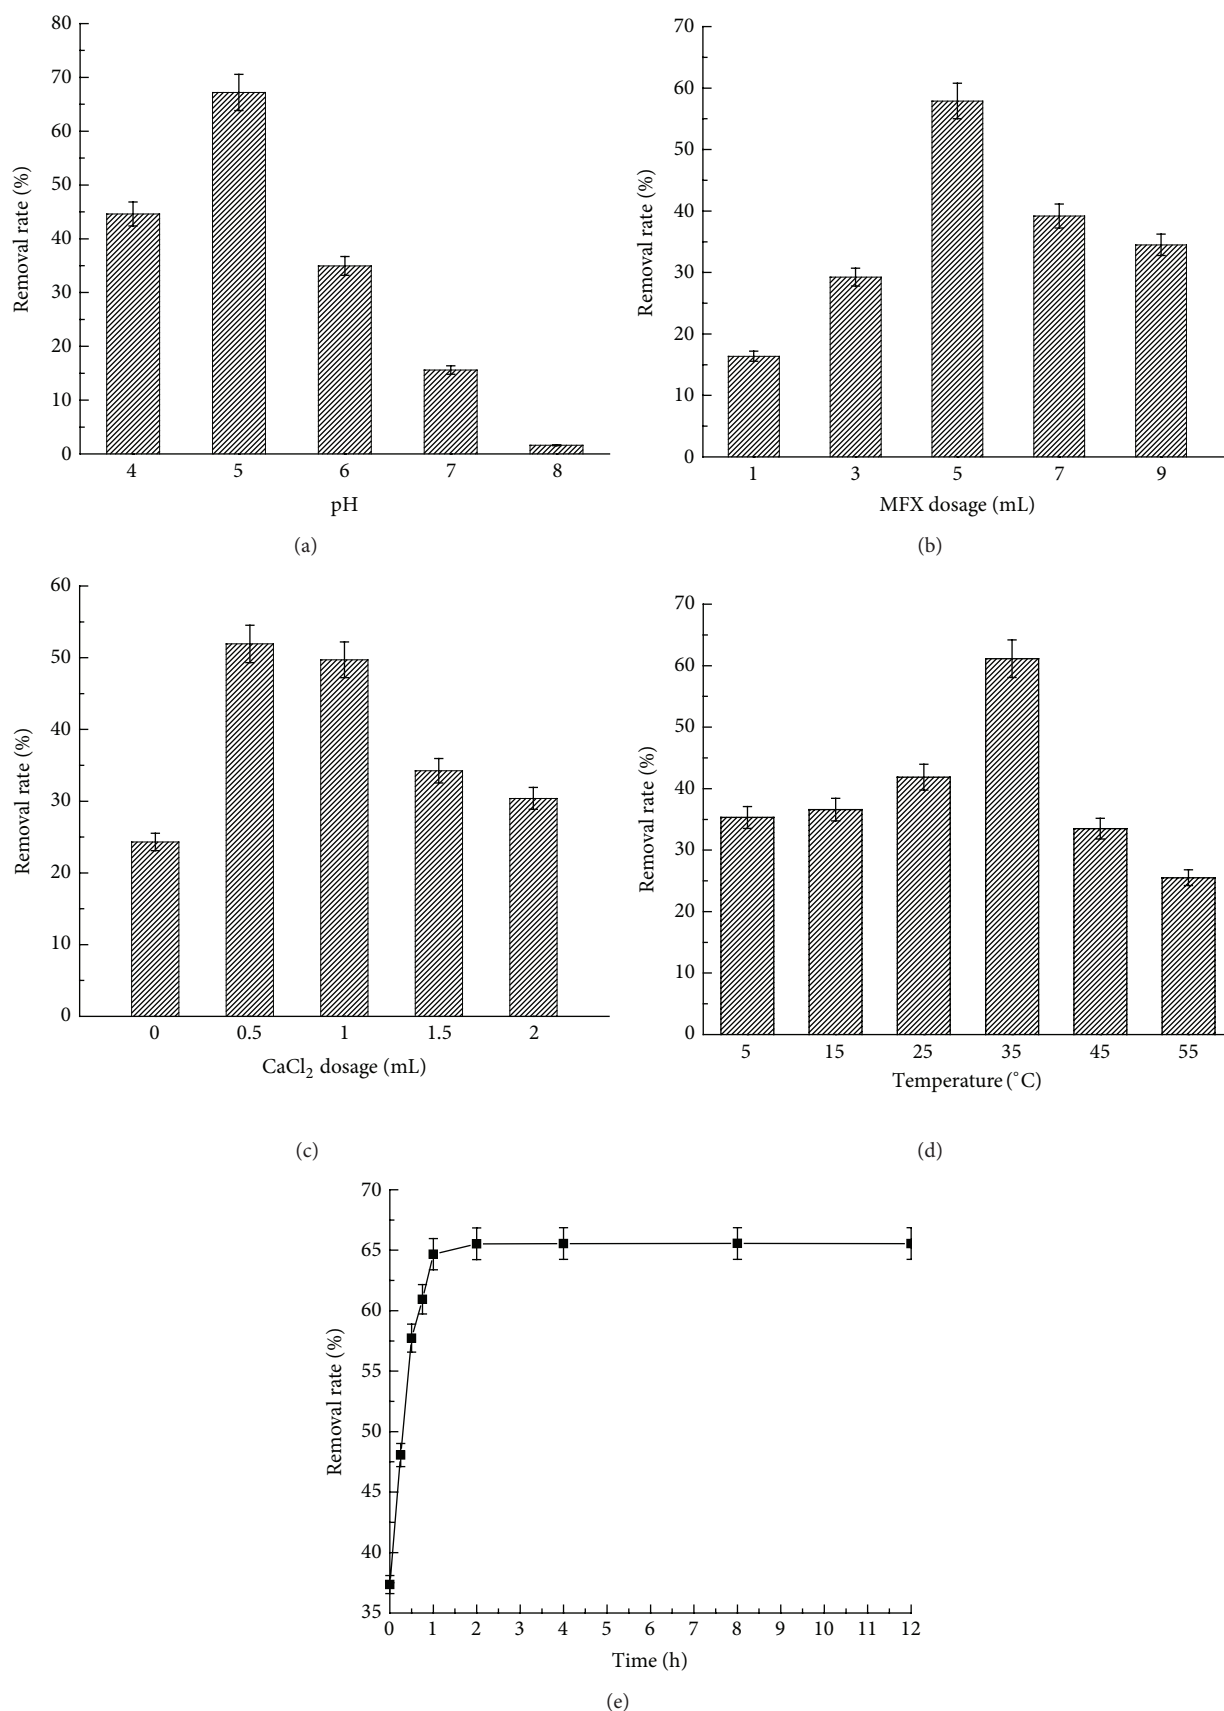 80
70
60
50
40
30
20
10
0
Removal rate (%)
4 5 6 7 8
pH
(a)
70
60
50
40
30
20
10
0
Removal rate (%)
1 3 5 7 9
MFX dosage (mL)
(b)
60
50
40
30
20
10
0
Removal rate (%)
0 0.5 1 1.5 2
CaCl₂ dosage (mL)
(c)
70
60
50
40
30
20
10
0
Removal rate (%)
5 15 25 35 45 55
Temperature (°C)
(d)
70
65
60
55
50
45
40
35
Removal rate (%)
0 1 2 3 4 5 6 7 8 9 10 11 12
Time (h)
(e)